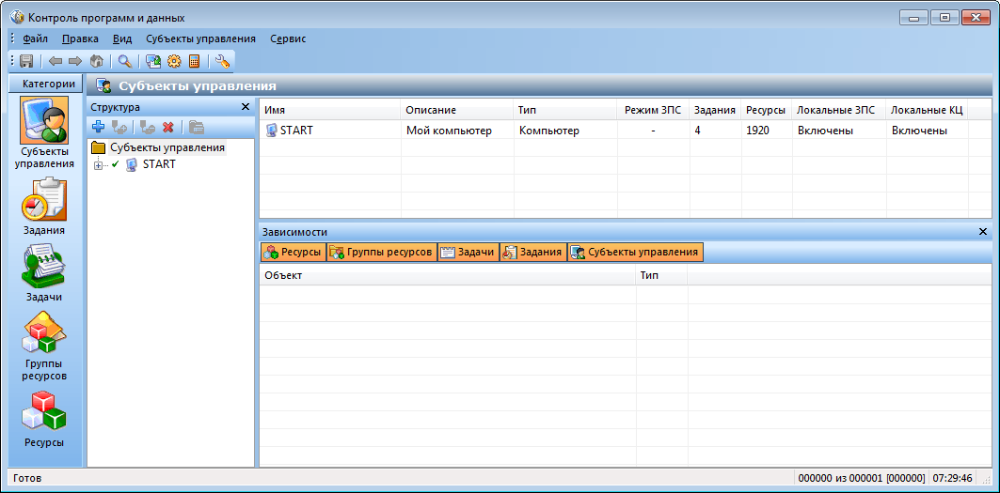 Контроль программ и данных
Файл Правка Вид Субъекты управления Сервис
Категории
Субъекты управления
Субъекты
управления
Задания
Задачи
Группы
ресурсов
Ресурсы
Структура
Субъекты управления
START
Имя Описание Тип Режим ЗПС Задания Ресурсы Локальные ЗПС Локальные КЦ
START Мой компьютер Компьютер - 4 1920 Включены Включены
Зависимости
Ресурсы Группы ресурсов Задачи Задания Субъекты управления
Объект Тип
Готов
000000 из 000001 [000000] 07:29:46